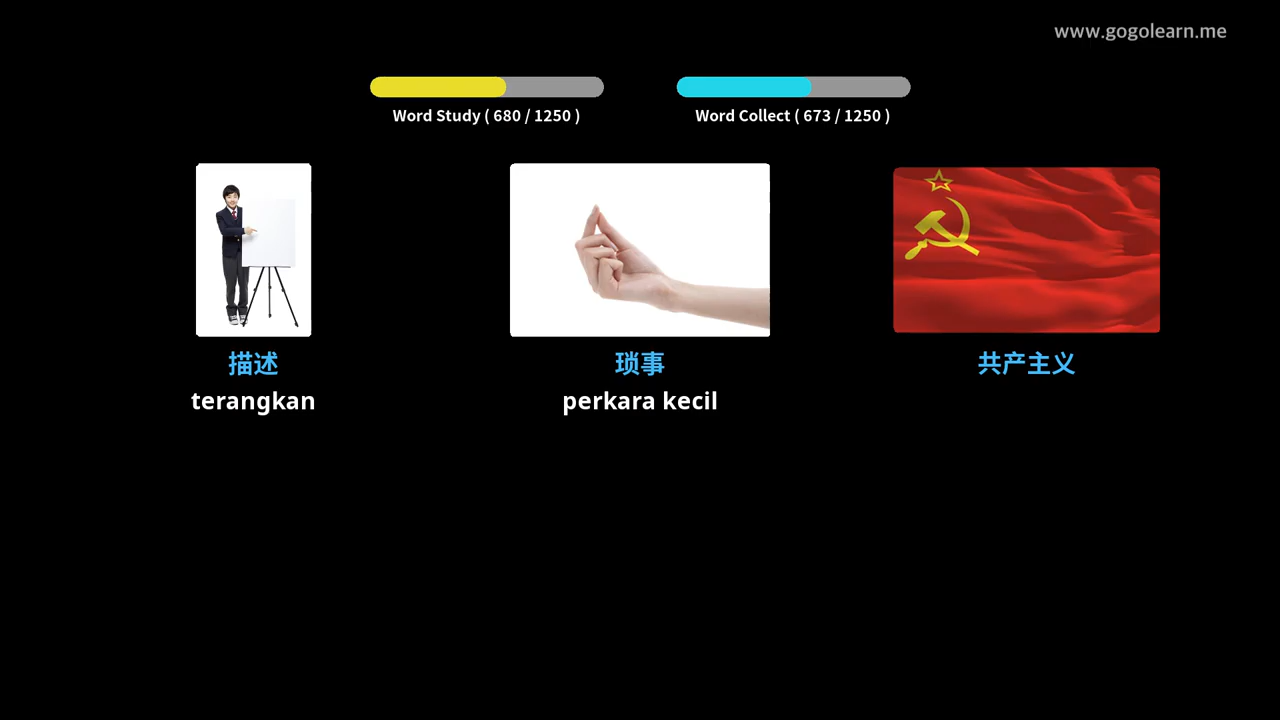 www.gogolearn.me
Word Study ( 680 / 1250 )
Word Collect ( 673 / 1250 )
描述
琐事
共产主义
terangkan
perkara kecil